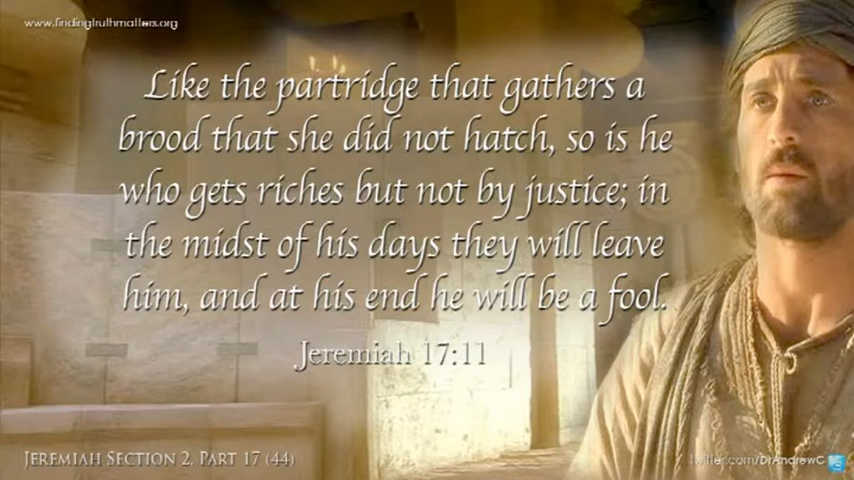 www.findingtruthmatters.org
Like the partridge that gathers a
brood that she did not hatch, so is he
who gets riches but not by justice; in
the midst of his days they will leave
him, and at his end he will be a fool.
Jeremiah 17:11
JEREMIAH SECTION 2, PART 17 (44)
twitter.com/DrAndrewC